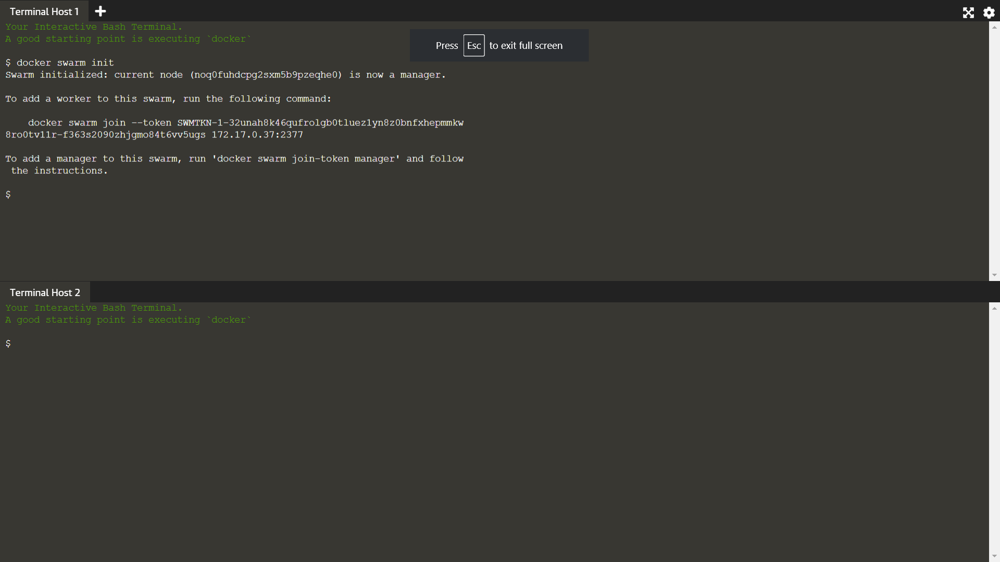 Terminal Host 1
Your Interactive Bash Terminal.
A good starting point is executing `docker`
Press Esc to exit full screen
$ docker swarm init
Swarm initialized: current node (noq0fuhdcpg2sxm5b9pzeqhe0) is now a manager.
To add a worker to this swarm, run the following command:
docker swarm join --token SWMTKN-1-32unah8k46qufrolgb0tluez1yn8z0bnfxhepmmkw
8ro0tv11r-f363s2090zhjgmo84t6vv5ugs 172.17.0.37:2377
To add a manager to this swarm, run 'docker swarm join-token manager' and follow
the instructions.
$
Terminal Host 2
Your Interactive Bash Terminal.
A good starting point is executing `docker`
$